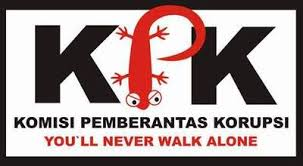 KPK
KOMISI PEMBERANTAS KORUPSI
YOU`LL NEVER WALK ALONE